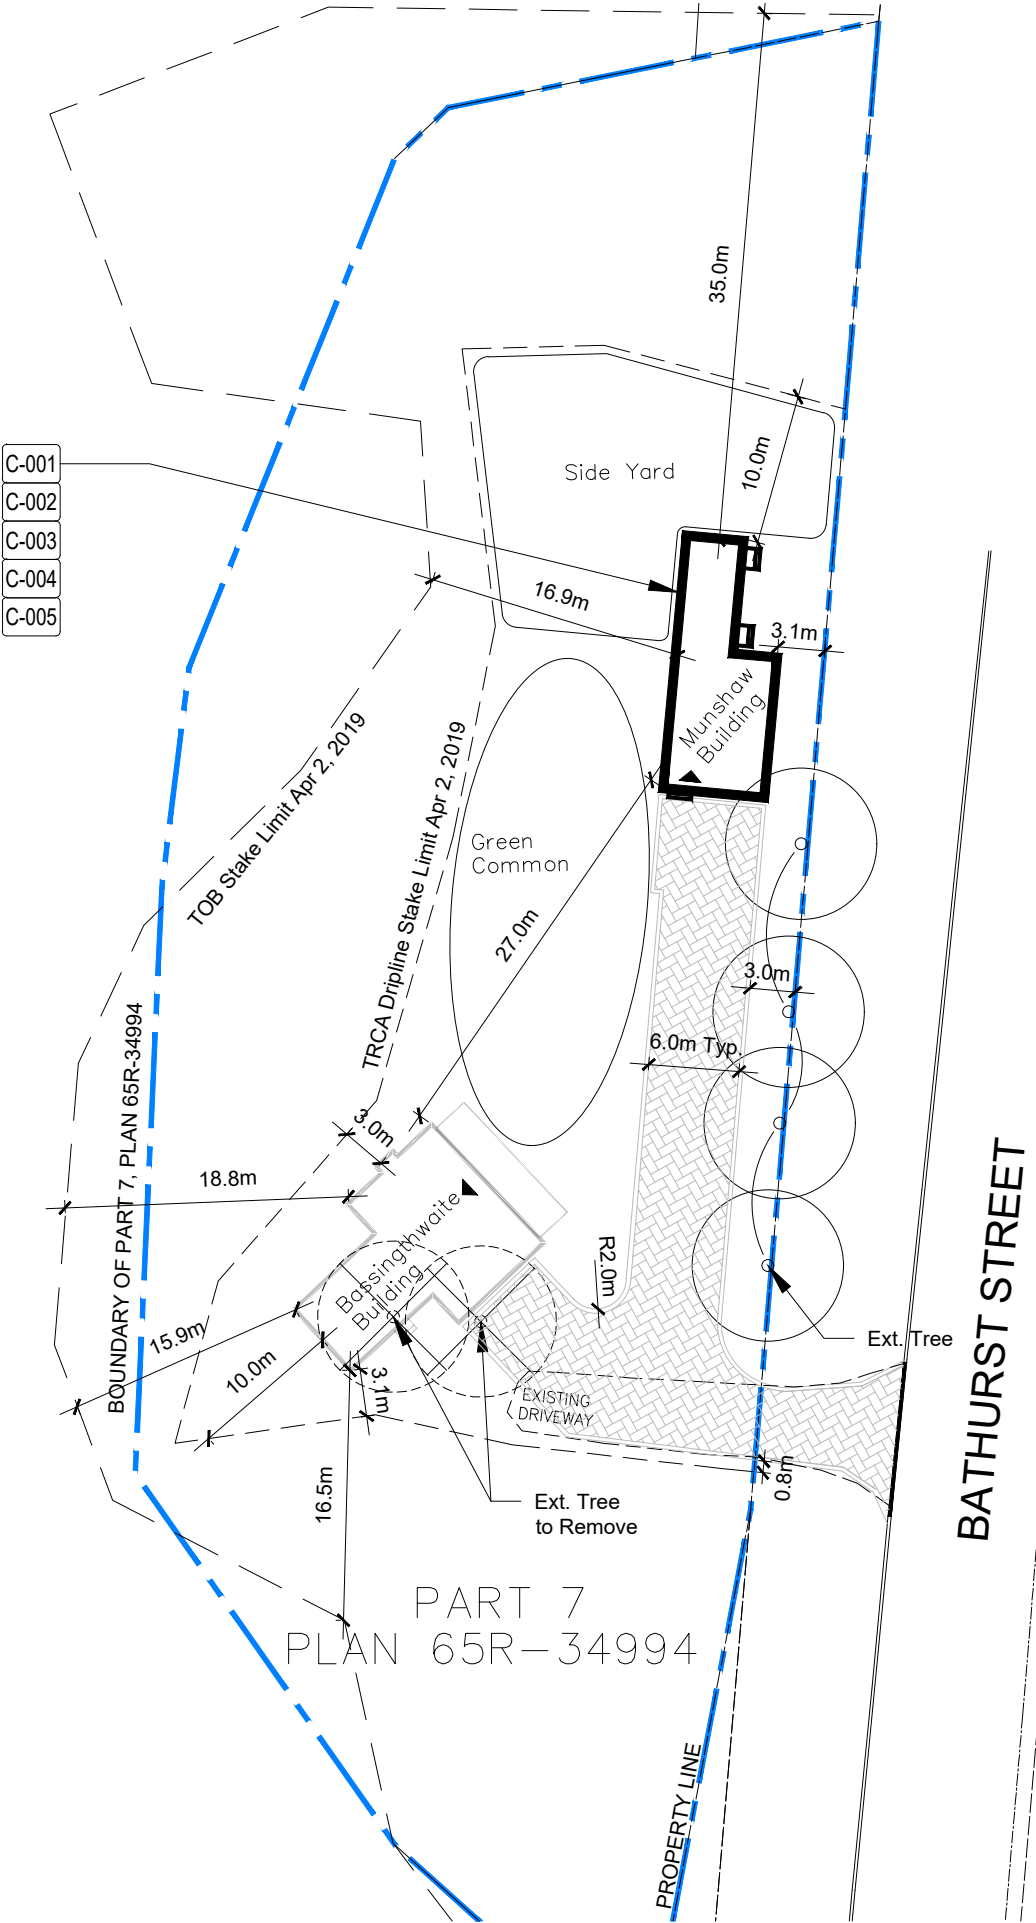 35.0m
10.0m
Side Yard
C-001
C-002
C-003
C-004
C-005
16.9m
3.1m
Munshaw
Building
TOB Stake Limit Apr 2, 2019
TRCA Dripline Stake Limit Apr 2, 2019
Green
Common
27.0m
3.0m
6.0m Typ.
BOUNDARY OF PART 7, PLAN 65R-34994
3.0m
18.8m
Bassingthwaite
Building
R2.0m
BATHURST STREET
15.9m
10.0m
3.1m
Ext. Tree
EXISTING
DRIVEWAY
0.8m
16.5m
Ext. Tree
to Remove
PART 7
PLAN 65R-34994
PROPERTY LINE